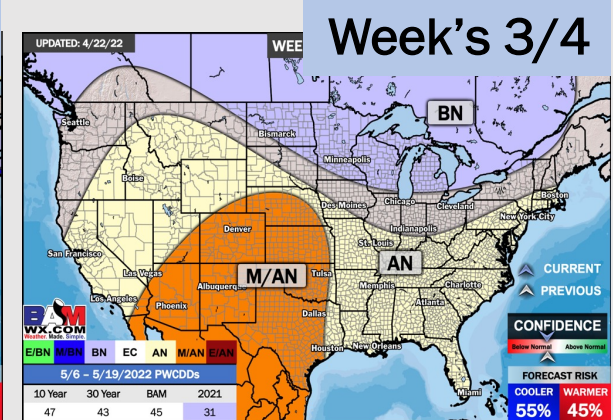 Week's 3/4
UPDATED: 4/22/22
WEE
BN
Seattle
Bismarck
Minneapolis
Boise
Des Moines
Chicago
Cleveland
Boston
New York City
Indianapolis
Denver
St. Louis
San Francisco
Las Vegas
M/AN
Tulsa
AN
Charlotte
Albuquerq
Memphis
Los Angeles
Phoenix
Atlanta
Dallas
Houston
New Orleans
Miami
CURRENT
PREVIOUS
BAM
WX.COM
Weather. Made. Simple.
CONFIDENCE
Below Normal Above Normal
E/BN M/BN BN EC AN M/AN E/AN
5/6 – 5/19/2022 PWCDDs
10 Year 30 Year BAM 2021
47 43 45 31
FORECAST RISK
COOLER WARMER
55% 45%